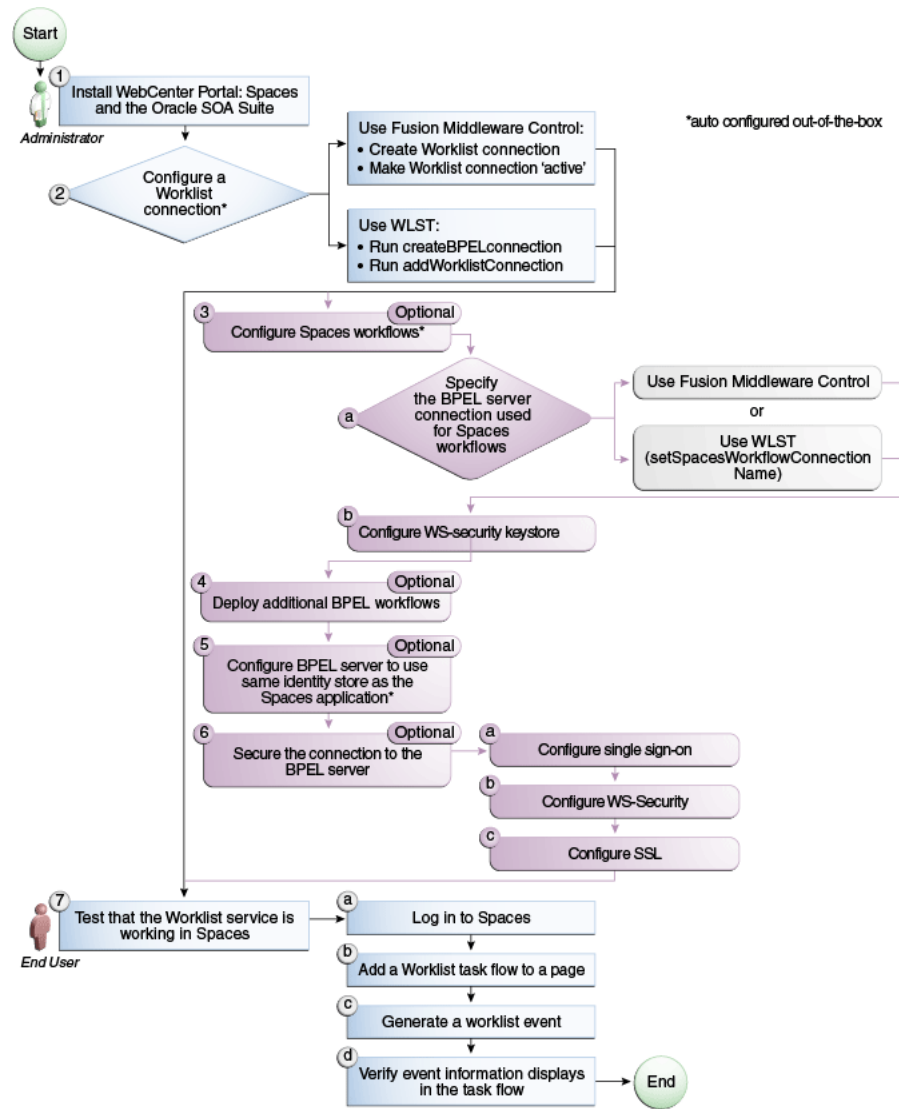 Start
1
Install WebCenter Portal: Spaces
and the Oracle SOA Suite
Administrator
*auto configured out-of-the-box
2
Configure a
Worklist
connection*
Use Fusion Middleware Control:
• Create Worklist connection
• Make Worklist connection ‘active’
Use WLST:
• Run createBPELconnection
• Run addWorklistConnection
3
Optional
Configure Spaces workflows*
a
Specify
the BPEL server
connection used
for Spaces
workflows
Use Fusion Middleware Control
or
Use WLST
(setSpacesWorkflowConnection
Name)
b
Configure WS-security keystore
4
Optional
Deploy additional BPEL workflows
5
Optional
Configure BPEL server to use
same identity store as the
Spaces application*
6
Optional
Secure the connection to the
BPEL server
a
Configure single sign-on
b
Configure WS-Security
c
Configure SSL
7
Test that the Worklist service is
working in Spaces
End User
a
Log in to Spaces
b
Add a Worklist task flow to a page
c
Generate a worklist event
d
Verify event information displays
in the task flow
End